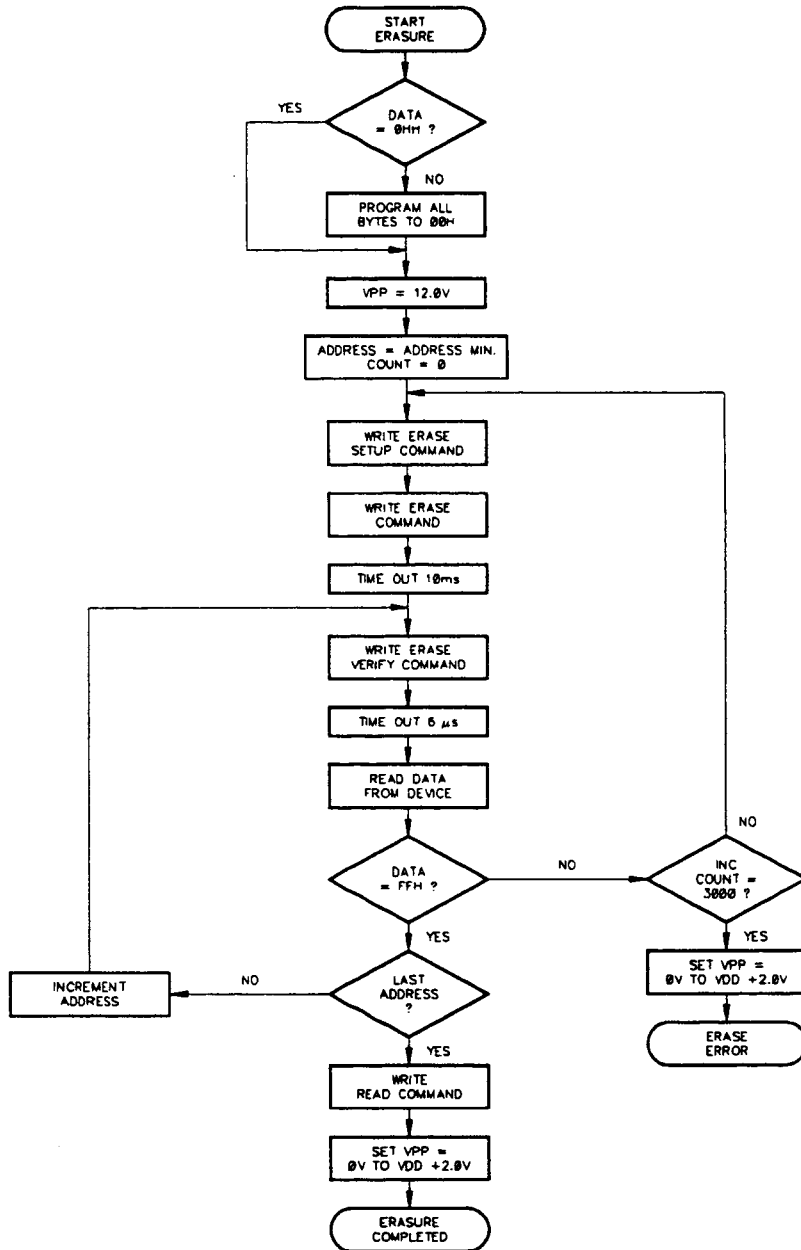 START
ERASURE
YES
DATA
= 0HH ?
NO
PROGRAM ALL
BYTES TO 00H
VPP = 12.0V
ADDRESS = ADDRESS MIN.
COUNT = 0
WRITE ERASE
SETUP COMMAND
WRITE ERASE
COMMAND
TIME OUT 10ms
WRITE ERASE
VERIFY COMMAND
TIME OUT 6 µs
READ DATA
FROM DEVICE
NO
DATA
= FFH ?
NO
INC
COUNT =
3000 ?
YES
YES
SET VPP =
0V TO VDD +2.0V
INCREMENT
ADDRESS
NO
LAST
ADDRESS
?
ERASE
ERROR
YES
WRITE
READ COMMAND
SET VPP =
0V TO VDD +2.0V
ERASURE
COMPLETED